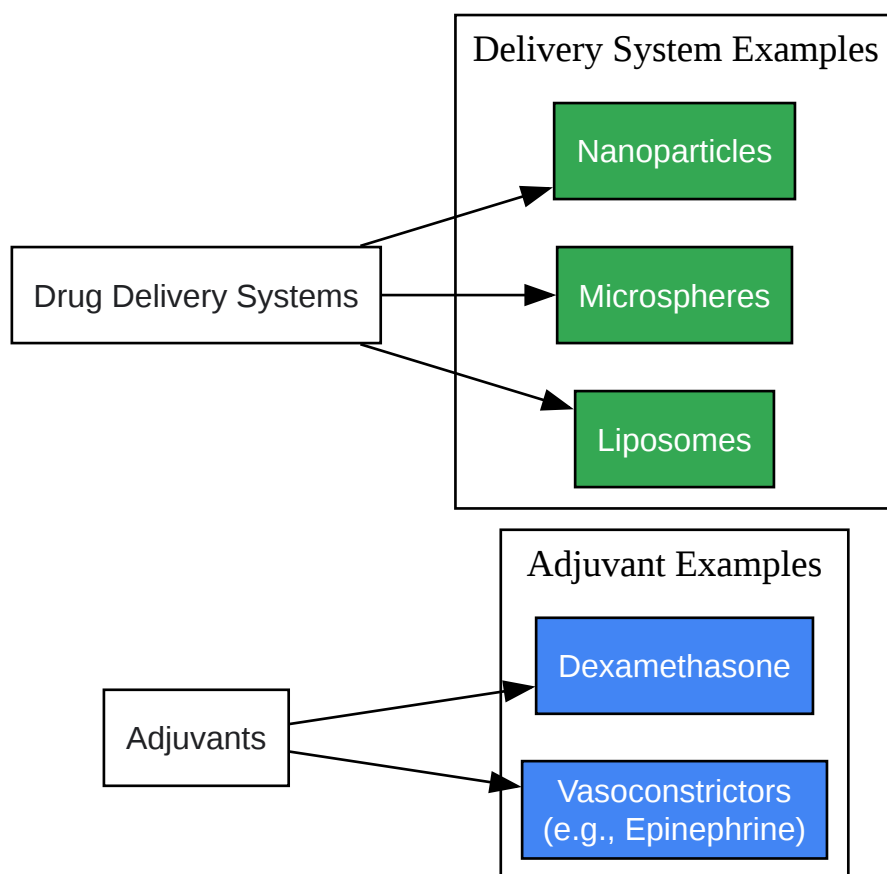 Delivery System Examples
Nanoparticles
Drug Delivery Systems
Microspheres
Liposomes
Adjuvant Examples
Dexamethasone
Adjuvants
Vasoconstrictors
(e.g., Epinephrine)